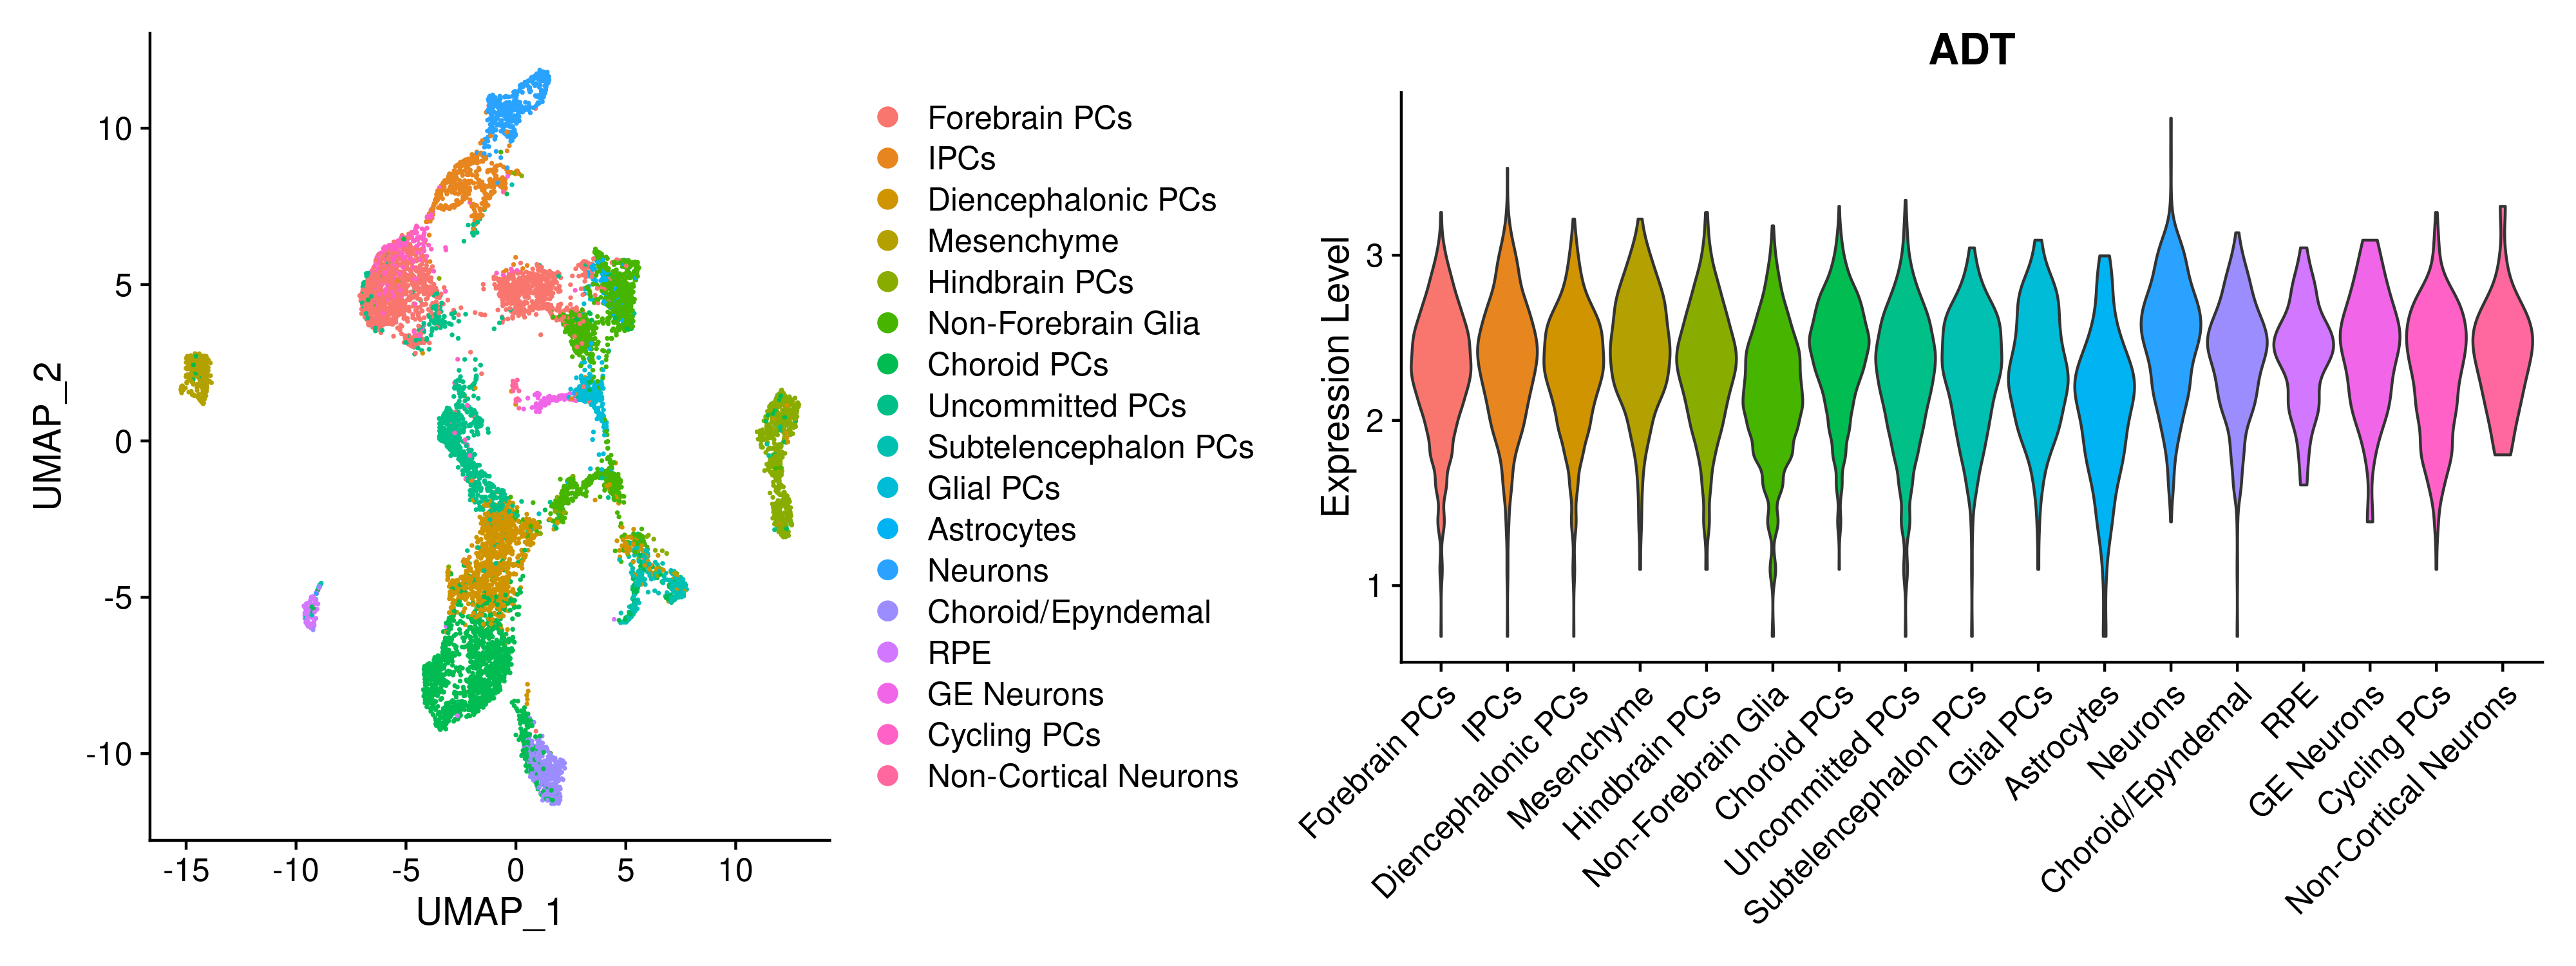 10
5
0
-5
-10
UMAP_2
-15 -10 -5 0 5 10
UMAP_1
Forebrain PCs
IPCs
Diencephalonic PCs
Mesenchyme
Hindbrain PCs
Non-Forebrain Glia
Choroid PCs
Uncommitted PCs
Subtelencephalon PCs
Glial PCs
Astrocytes
Neurons
Choroid/Epyndemal
RPE
GE Neurons
Cycling PCs
Non-Cortical Neurons
ADT
Expression Level
3
2
1
Forebrain PCs
IPCs
Diencephalonic PCs
Mesenchyme
Hindbrain PCs
Non-Forebrain Glia
Choroid PCs
Uncommitted PCs
Subtelencephalon PCs
Glial PCs
Astrocytes
Neurons
Choroid/Epyndemal
RPE
GE Neurons
Cycling PCs
Non-Cortical Neurons